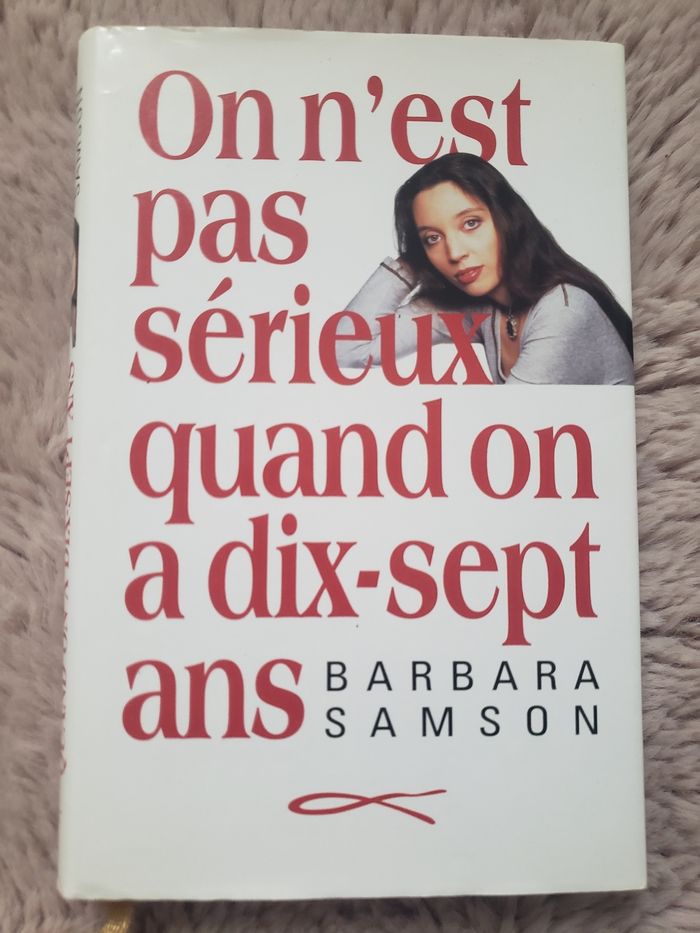 On n'est
pas
sérieux
quand on
a dix-sept
ans
BARBARA
SAMSON